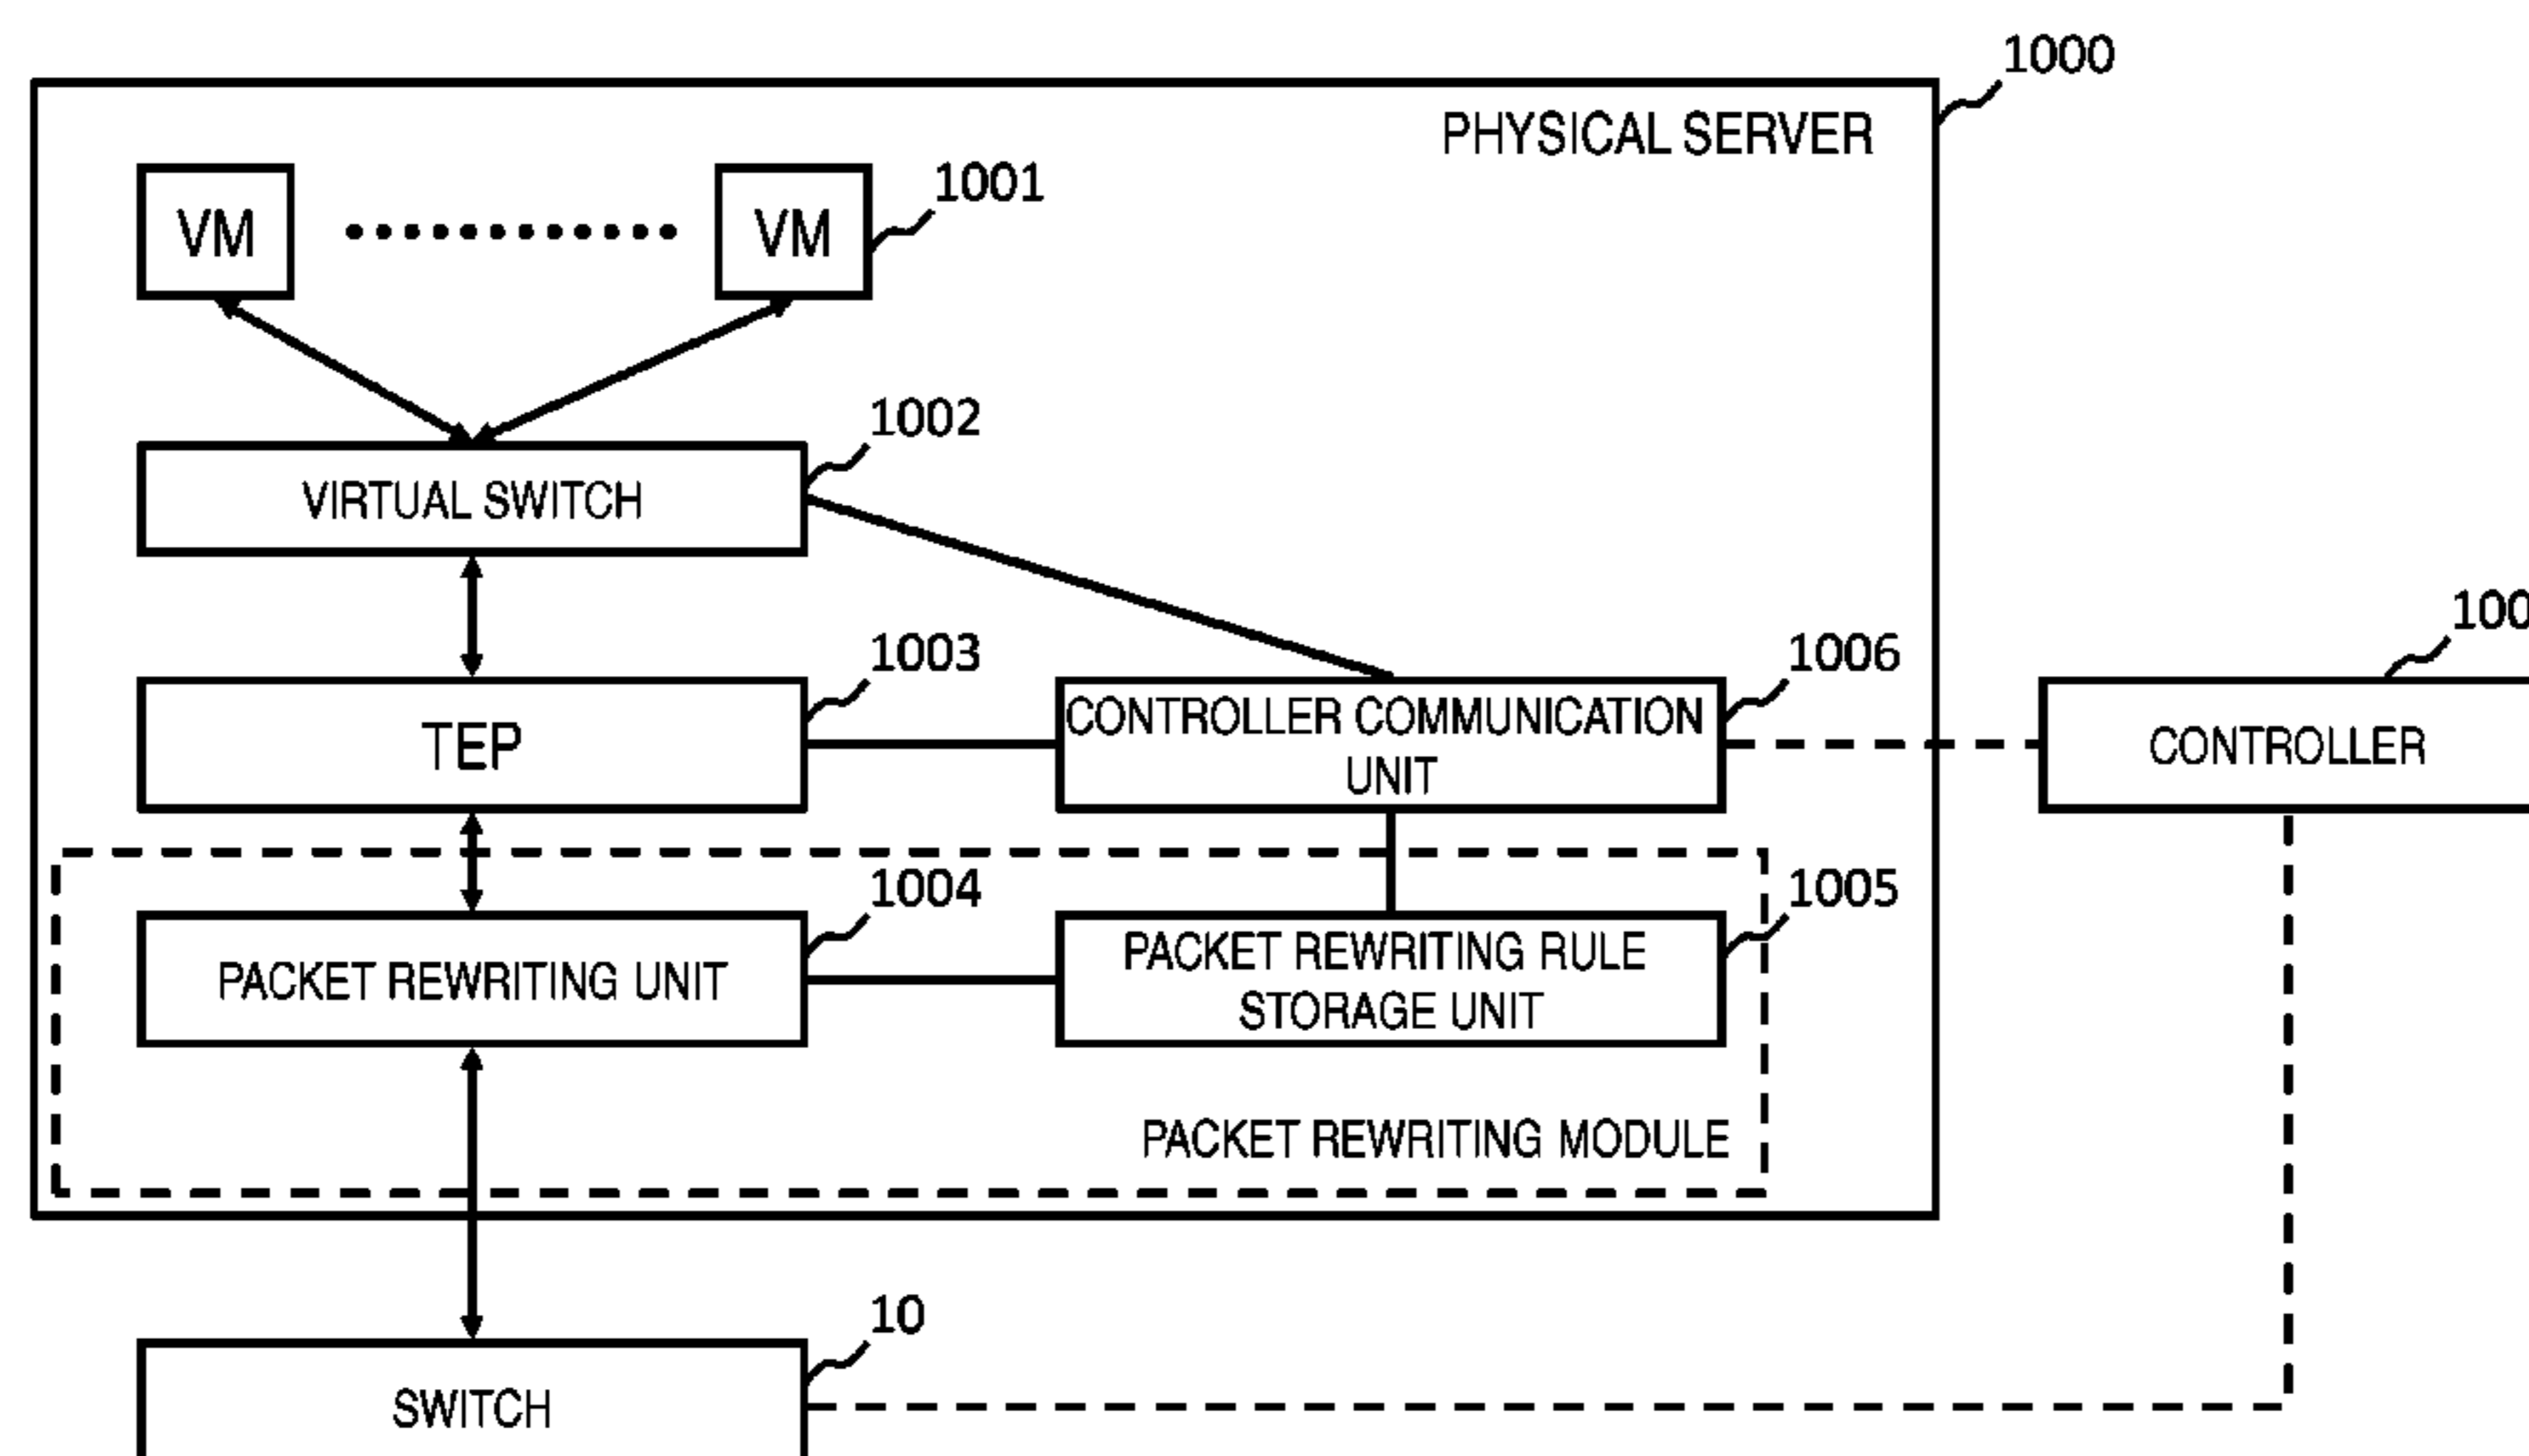 1000
PHYSICAL SERVER
VM
VM
1001
1002
VIRTUAL SWITCH
1003
1006
100
TEP
CONTROLLER COMMUNICATION
UNIT
CONTROLLER
1004
1005
PACKET REWRITING UNIT
PACKET REWRITING RULE
STORAGE UNIT
PACKET REWRITING MODULE
10
SWITCH